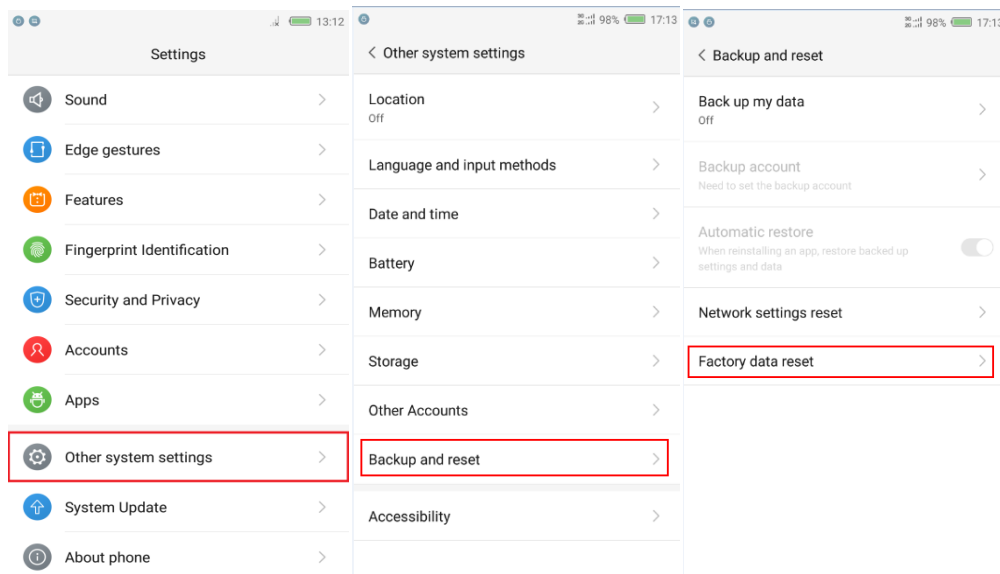 13:12
Settings
Sound
Edge gestures
Features
Fingerprint Identification
Security and Privacy
Accounts
Apps
Other system settings
System Update
About phone
98% 17:13
Other system settings
Location
Off
Language and input methods
Date and time
Battery
Memory
Storage
Other Accounts
Backup and reset
Accessibility
98% 17:13
Backup and reset
Back up my data
Off
Backup account
Need to set the backup account
Automatic restore
When reinstalling an app, restore backed up
settings and data
Network settings reset
Factory data reset